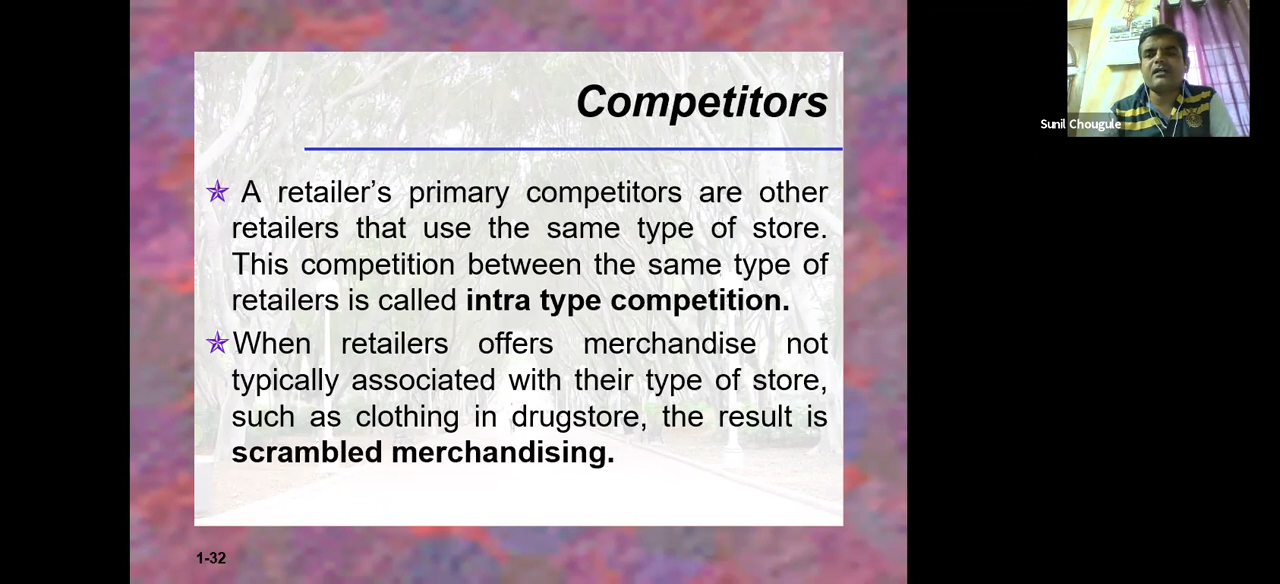 Competitors
A retailer’s primary competitors are other
retailers that use the same type of store.
This competition between the same type of
retailers is called intra type competition.
When retailers offers merchandise not
typically associated with their type of store,
such as clothing in drugstore, the result is
scrambled merchandising.
1-32
Sunil Chougule